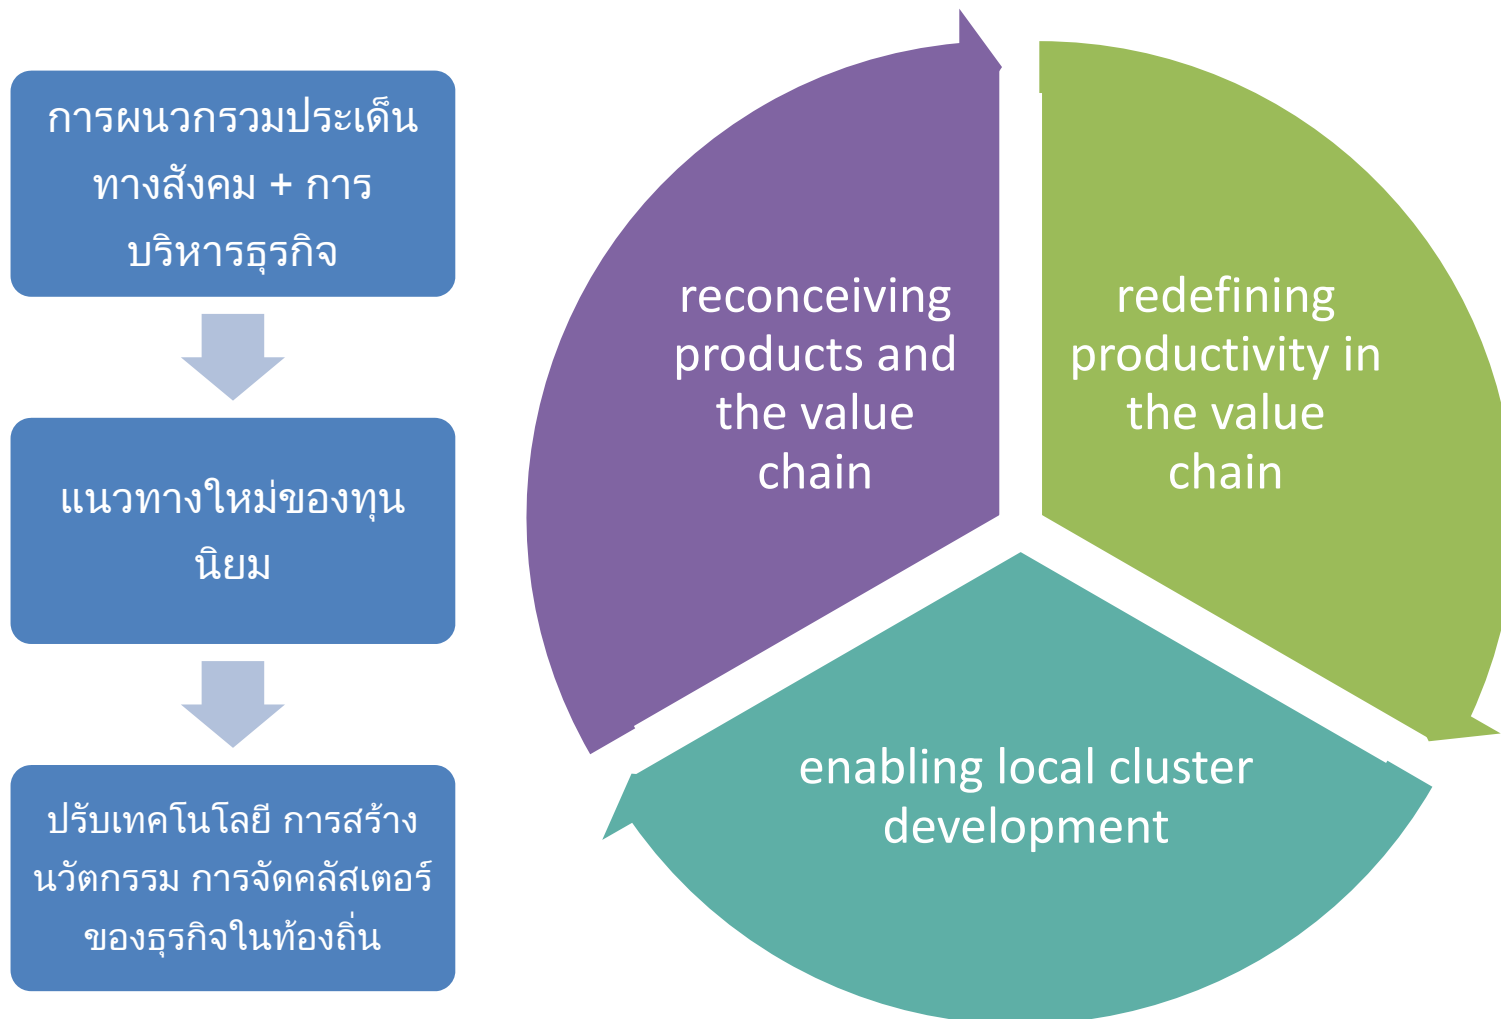 การผนวกรวมประเด็น
ทางสังคม + การ
บริหารธุรกิจ
แนวทางใหม่ของทุน
นิยม
ปรับเทคโนโลยี การสร้าง
นวัตกรรม การจัดคลัสเตอร์
ของธุรกิจในท้องถิ่น
reconceiving
products and
the value
chain
redefining
productivity in
the value
chain
enabling local cluster
development